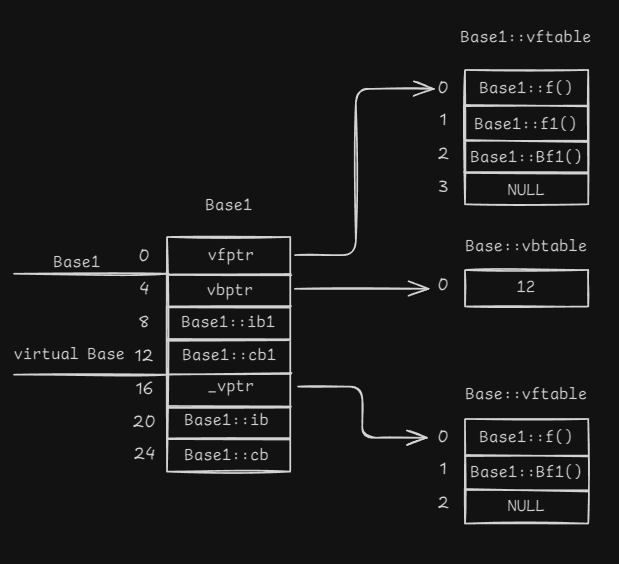 Base1::vftable
0 Base1::f()
1 Base1::f1()
2 Base1::Bf1()
3 NULL
Base1
Base1 0 vfptr
4 vbptr
8 Base1::ib1
virtual Base 12 Base1::cb1
16 _vptr
20 Base1::ib
24 Base1::cb
Base::vbtable
0 12
Base::vftable
0 Base1::f()
1 Base1::Bf1()
2 NULL